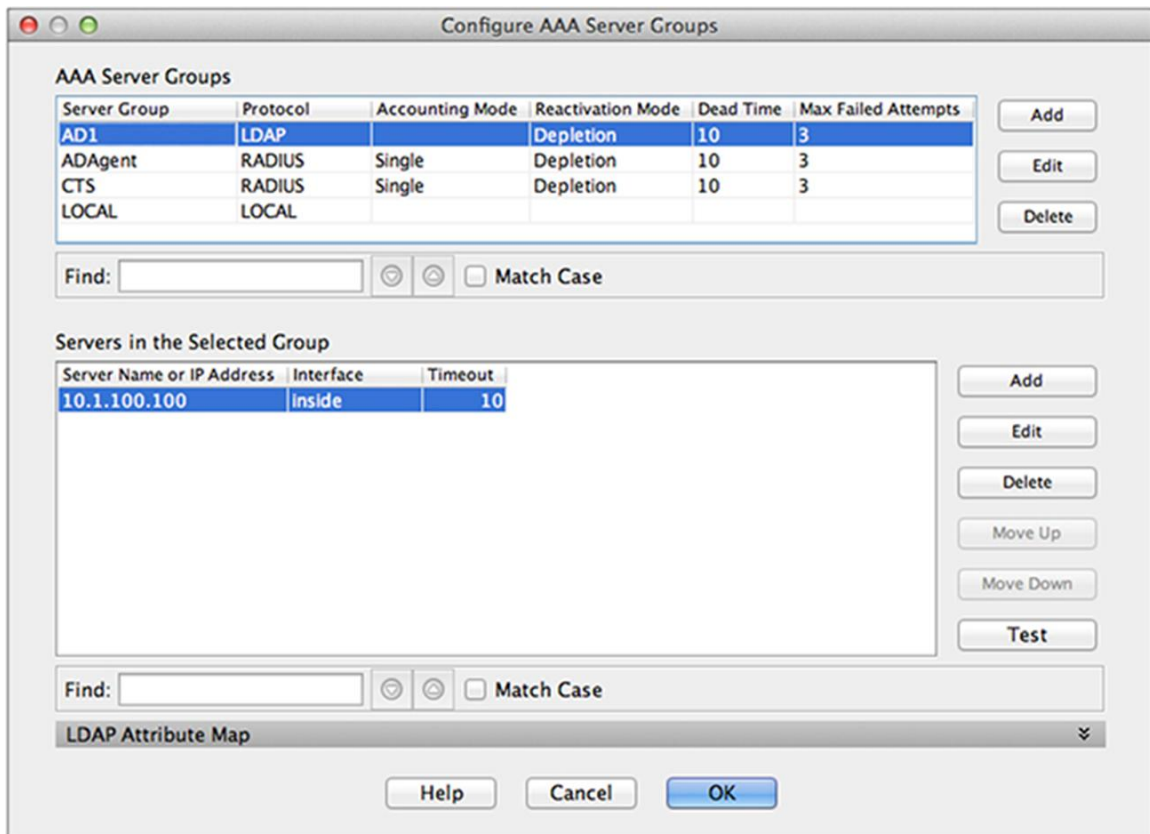 Configure AAA Server Groups
AAA Server Groups
Server Group Protocol Accounting Mode Reactivation Mode Dead Time Max Failed Attempts
AD1 LDAP Depletion 10 3
ADAgent RADIUS Single Depletion 10 3
CTS RADIUS Single Depletion 10 3
LOCAL LOCAL
Add
Edit
Delete
Find: Match Case
Servers in the Selected Group
Server Name or IP Address Interface Timeout
10.1.100.100 inside 10
Add
Edit
Delete
Move Up
Move Down
Test
Find: Match Case
LDAP Attribute Map
Help Cancel OK